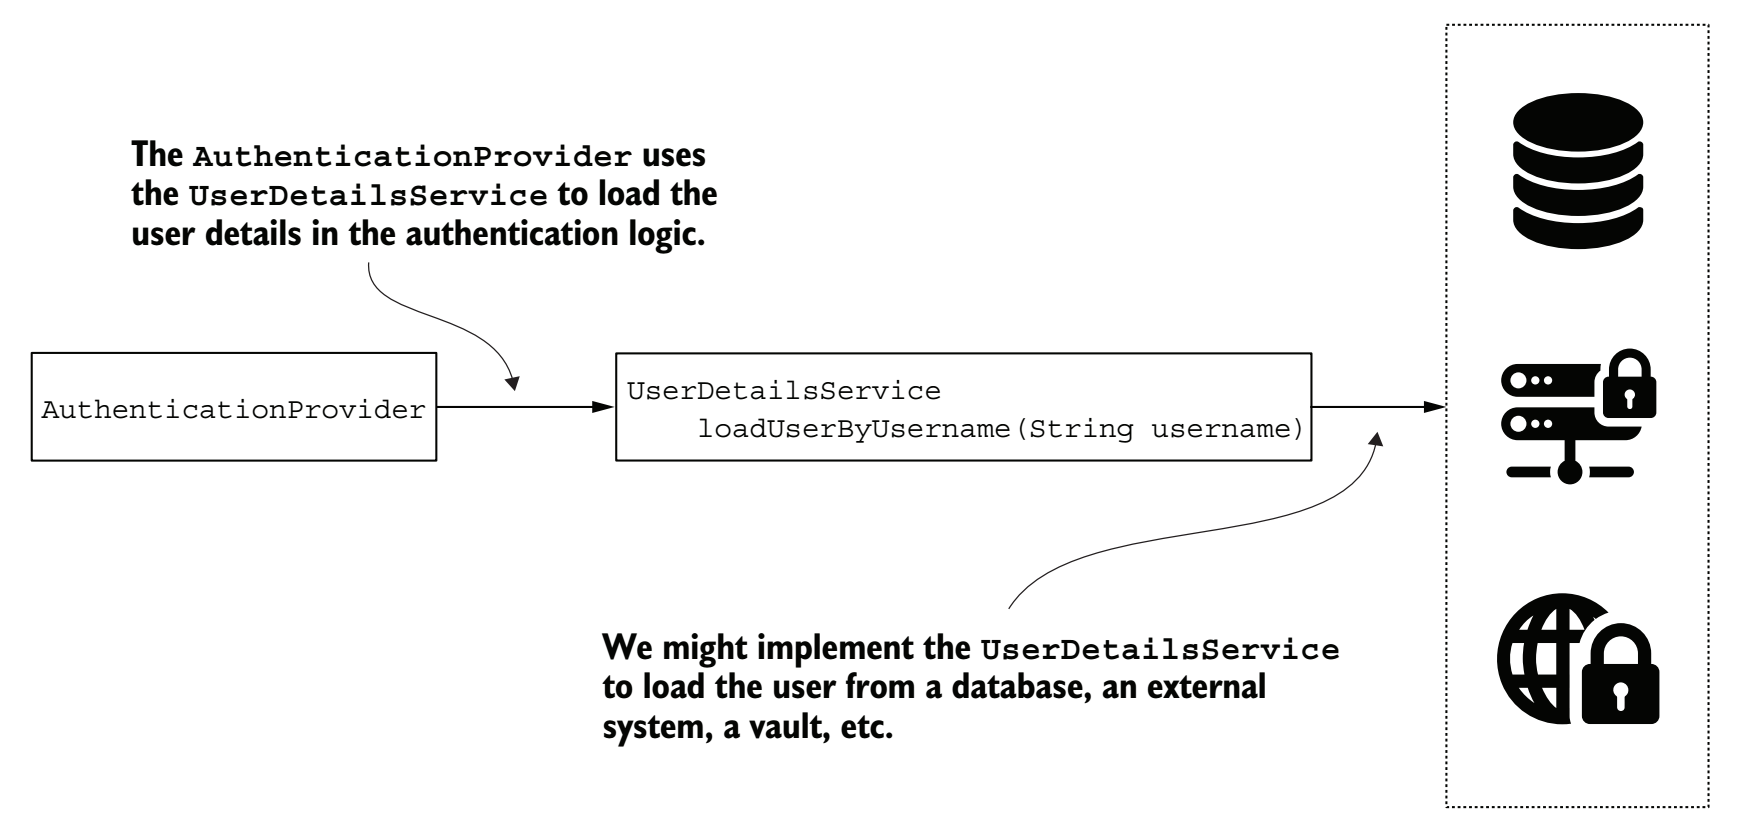 The AuthenticationProvider uses
the UserDetailsService to load the
user details in the authentication logic.
AuthenticationProvider
UserDetailsService
loadUserByUsername(String username)
We might implement the UserDetailsService
to load the user from a database, an external
system, a vault, etc.